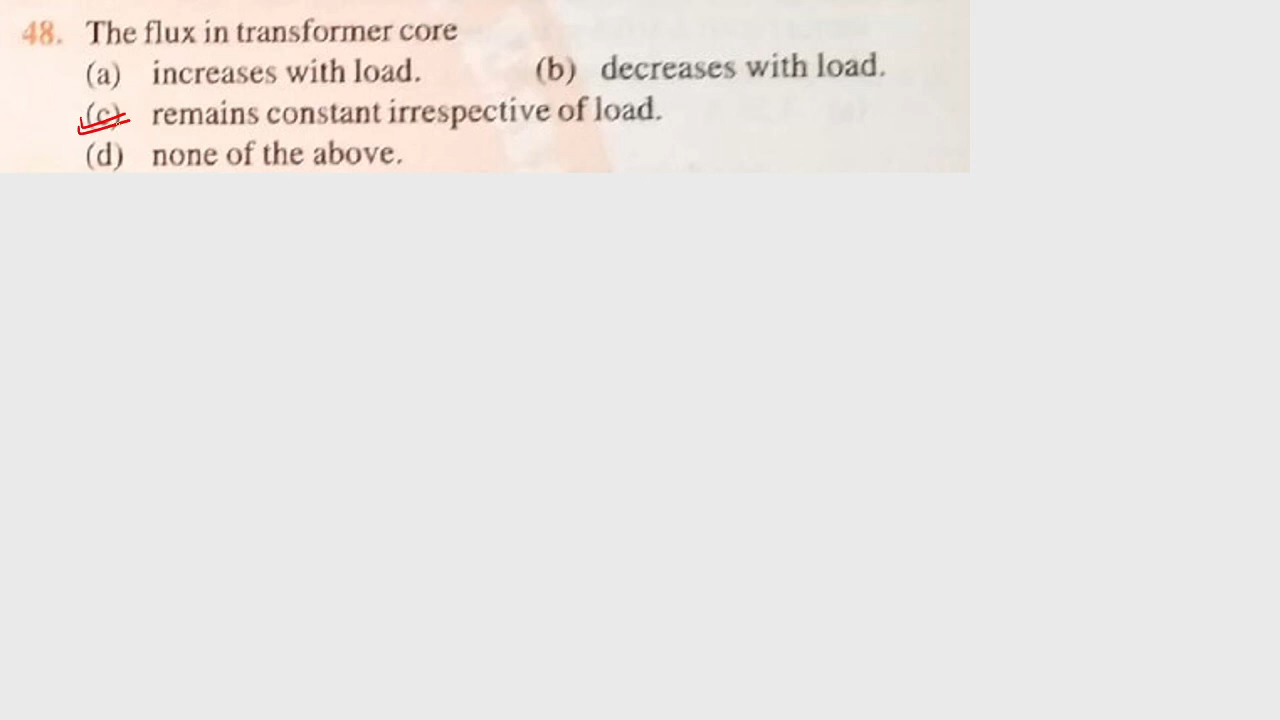 48. The flux in transformer core
(a) increases with load. (b) decreases with load.
(c) remains constant irrespective of load.
(d) none of the above.